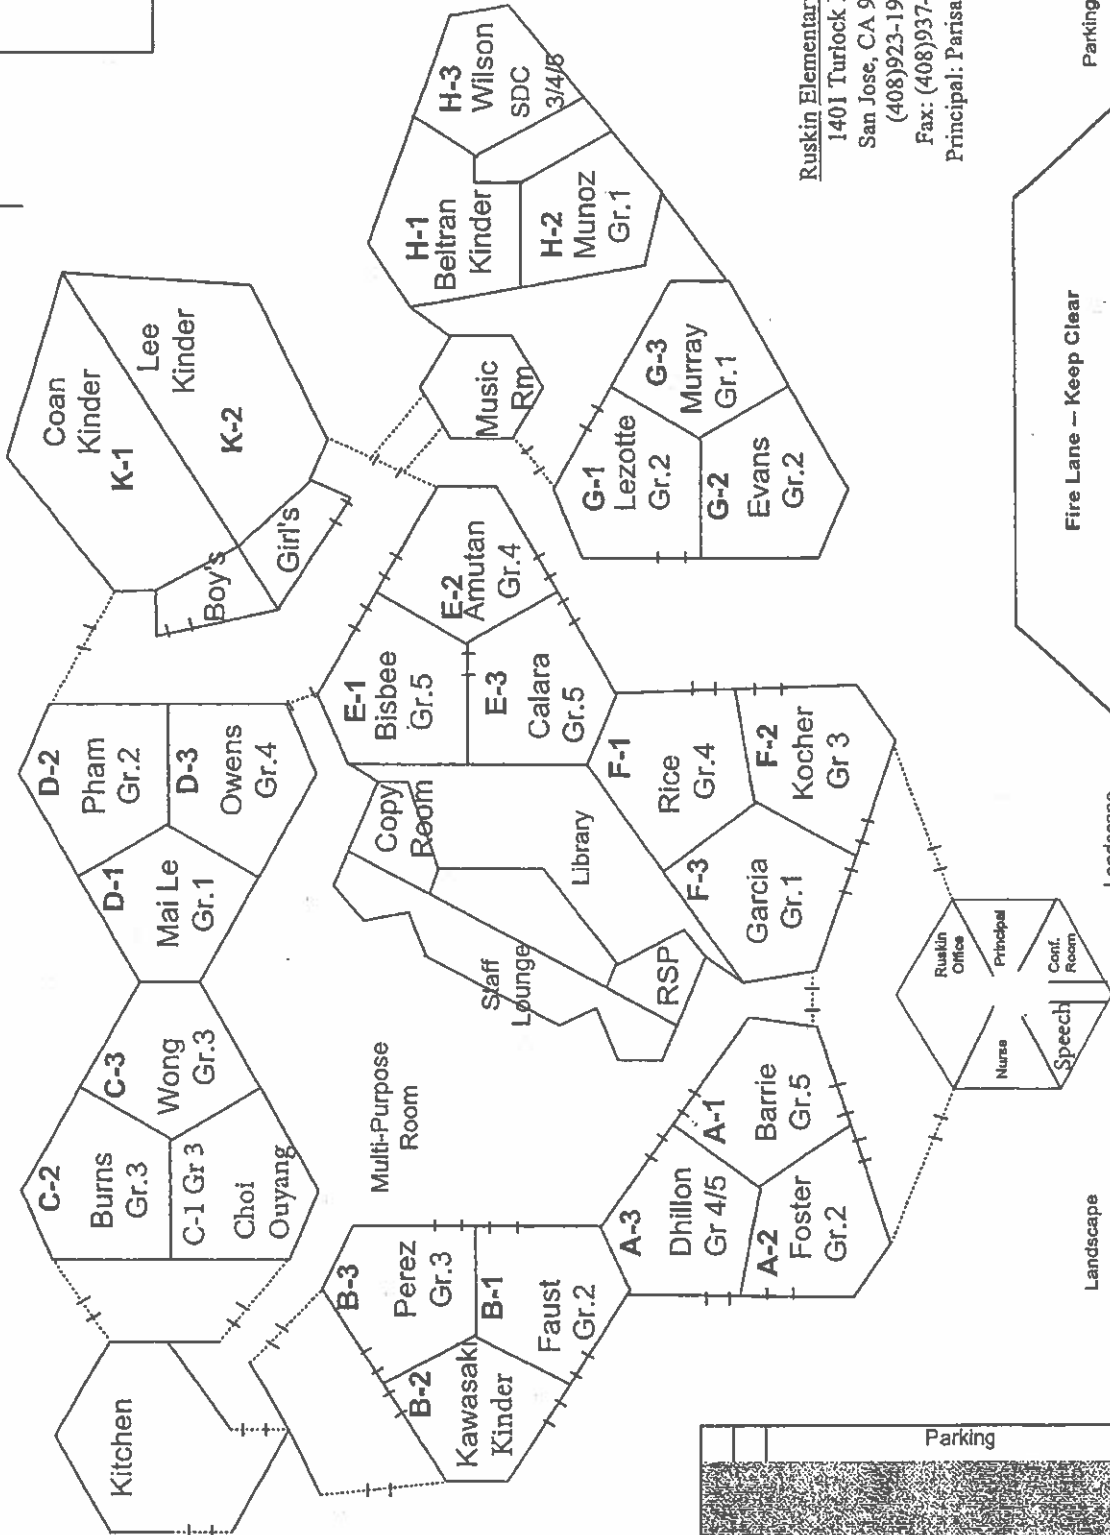 Kitchen
C-2
Burns
Gr.3
C-3
Wong
Gr.3
C-1 Gr 3
Choi
Ouyang
D-2
Pham
Gr.2
D-1
Mai Le
Gr.1
D-3
Owens
Gr.4
Coan
Kinder
K-1
Lee
Kinder
K-2
Boy's
Girl's
H-3
Wilson
SDC
H-1
Beltran
Kinder
H-2
Munoz
Gr.1
Music
Rm
G-3
Murray
Gr.1
G-1
Lezotte
Gr.2
G-2
Evans
Gr.2
E-1
Bisbee
Gr.5
E-2
Amutan
Gr.4
E-3
Calara
Gr.5
Copy
Room
Library
Staff
Lounge
RSP
Multi-Purpose
Room
B-3
Perez
Gr.3
B-2
Kawasaki
Kinder
B-1
Faust
Gr.2
A-3
Dhillon
Gr 4/5
A-1
Barrie
Gr.5
A-2
Foster
Gr.2
F-1
Rice
Gr.4
F-2
Kocher
Gr 3
F-3
Garcia
Gr.1
Ruskin
Office
Principal
Conf.
Room
Nurse
Speech
Landscape
Parking
Fire Lane – Keep Clear
Parking
Ruskin Elementary
1401 Turlock
San Jose, CA 9
(408)923-19
Fax: (408)937-
Principal: Parisa